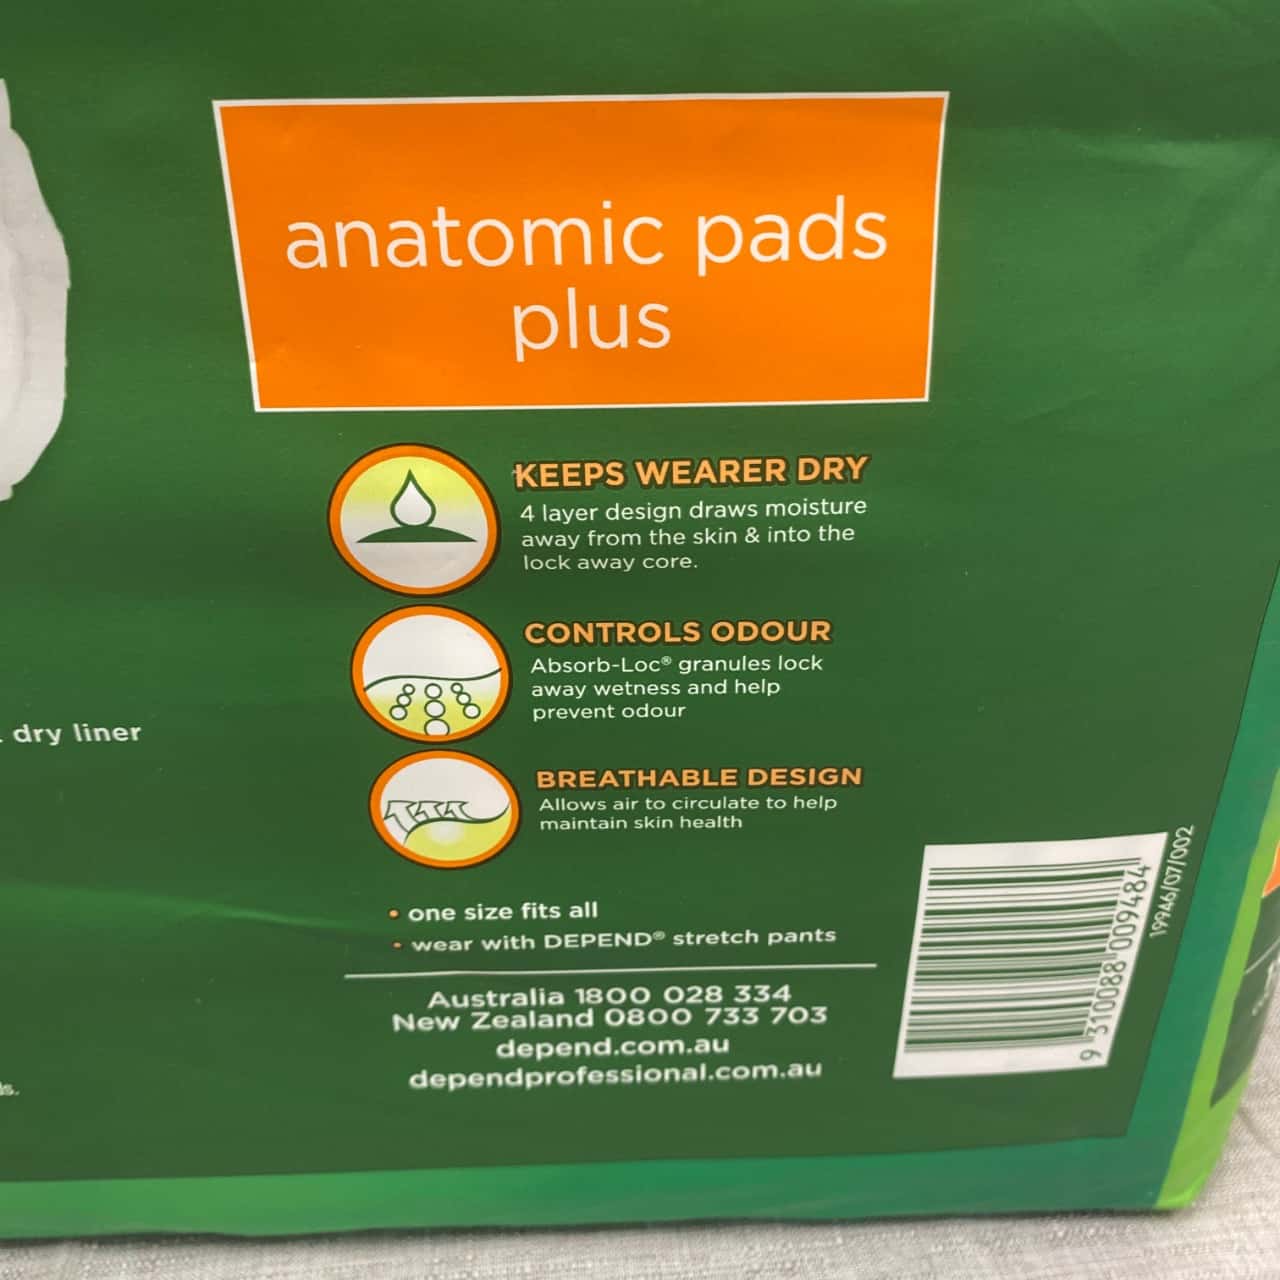 anatomic pads
plus
KEEPS WEARER DRY
4 layer design draws moisture
away from the skin & into the
lock away core.
CONTROLS ODOUR
Absorb-Loc® granules lock
away wetness and help
prevent odour
dry liner
BREATHABLE DESIGN
Allows air to circulate to help
maintain skin health
• one size fits all
• wear with DEPEND® stretch pants
Australia 1800 028 334
New Zealand 0800 733 703
depend.com.au
dependprofessional.com.au
9 310088 009484
19946/07/002